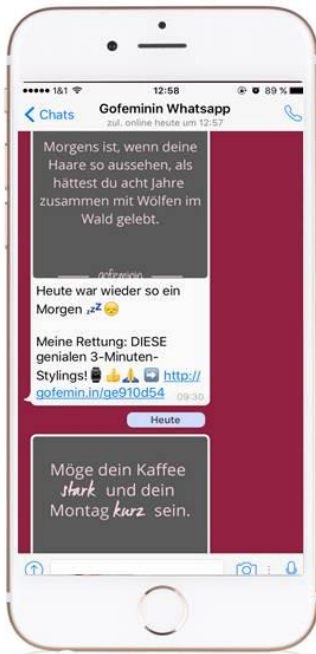 1&1 12:58 89 %
Chats Gofeminin Whatsapp
zul. online heute um 12:57
Morgens ist, wenn deine
Haare so aussehen, als
hättest du acht Jahre
zusammen mit Wölfen im
Wald gelebt.
gofeminin
Heute war wieder so ein
Morgen
Meine Rettung: DIESE
genialen 3-Minuten-
Stylings! http://
gofemin.in/ge910d54 09:30
Heute
Möge dein Kaffee
stark und dein
Montag kurz sein.